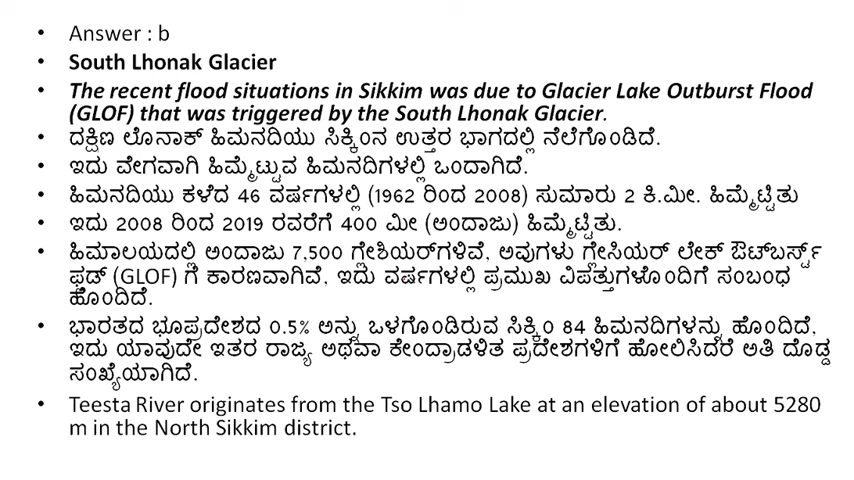 • Answer : b
• South Lhonak Glacier
• The recent flood situations in Sikkim was due to Glacier Lake Outburst Flood
(GLOF) that was triggered by the South Lhonak Glacier.
• ದಕ್ಷಿಣ ಲೊನಾಕ್ ಹಿಮನದಿಯು ಸಿಕ್ಕಿಂನ ಉತ್ತರ ಭಾಗದಲ್ಲಿ ನೆಲೆಗೊಂಡಿದೆ.
• ಇದು ವೇಗವಾಗಿ ಹಿಮ್ಮೆಟ್ಟುವ ಹಿಮನದಿಗಳಲ್ಲಿ ಒಂದಾಗಿದೆ.
• ಹಿಮನದಿಯು ಕಳೆದ 46 ವರ್ಷಗಳಲ್ಲಿ (1962 ರಿಂದ 2008) ಸುಮಾರು 2 ಕಿ.ಮೀ. ಹಿಮ್ಮೆಟ್ಟಿತು
• ಇದು 2008 ರಿಂದ 2019 ರವರೆಗೆ 400 ಮೀ (ಅಂದಾಜು) ಹಿಮ್ಮೆಟ್ಟಿತು.
• ಹಿಮಾಲಯದಲ್ಲಿ ಅಂದಾಜು 7,500 ಗ್ಲೇಶಿಯರ್‌ಗಳಿವೆ, ಅವುಗಳು ಗ್ಲೇಸಿಯರ್ ಲೇಕ್ ಔಟ್‌ಬರ್ಸ್ಟ್
ಫ್ಲಡ್ (GLOF) ಗೆ ಕಾರಣವಾಗಿವೆ, ಇದು ವರ್ಷಗಳಲ್ಲಿ ಪ್ರಮುಖ ವಿಪತ್ತುಗಳೊಂದಿಗೆ ಸಂಬಂಧ
ಹೊಂದಿದೆ.
• ಭಾರತದ ಭೂಪ್ರದೇಶದ 0.5% ಅನ್ನು ಒಳಗೊಂಡಿರುವ ಸಿಕ್ಕಿಂ 84 ಹಿಮನದಿಗಳನ್ನು ಹೊಂದಿದೆ,
ಇದು ಯಾವುದೇ ಇತರ ರಾಜ್ಯ ಅಥವಾ ಕೇಂದ್ರಾಡಳಿತ ಪ್ರದೇಶಗಳಿಗೆ ಹೋಲಿಸಿದರೆ ಅತಿ ದೊಡ್ಡ
ಸಂಖ್ಯೆಯಾಗಿದೆ.
• Teesta River originates from the Tso Lhamo Lake at an elevation of about 5280
m in the North Sikkim district.